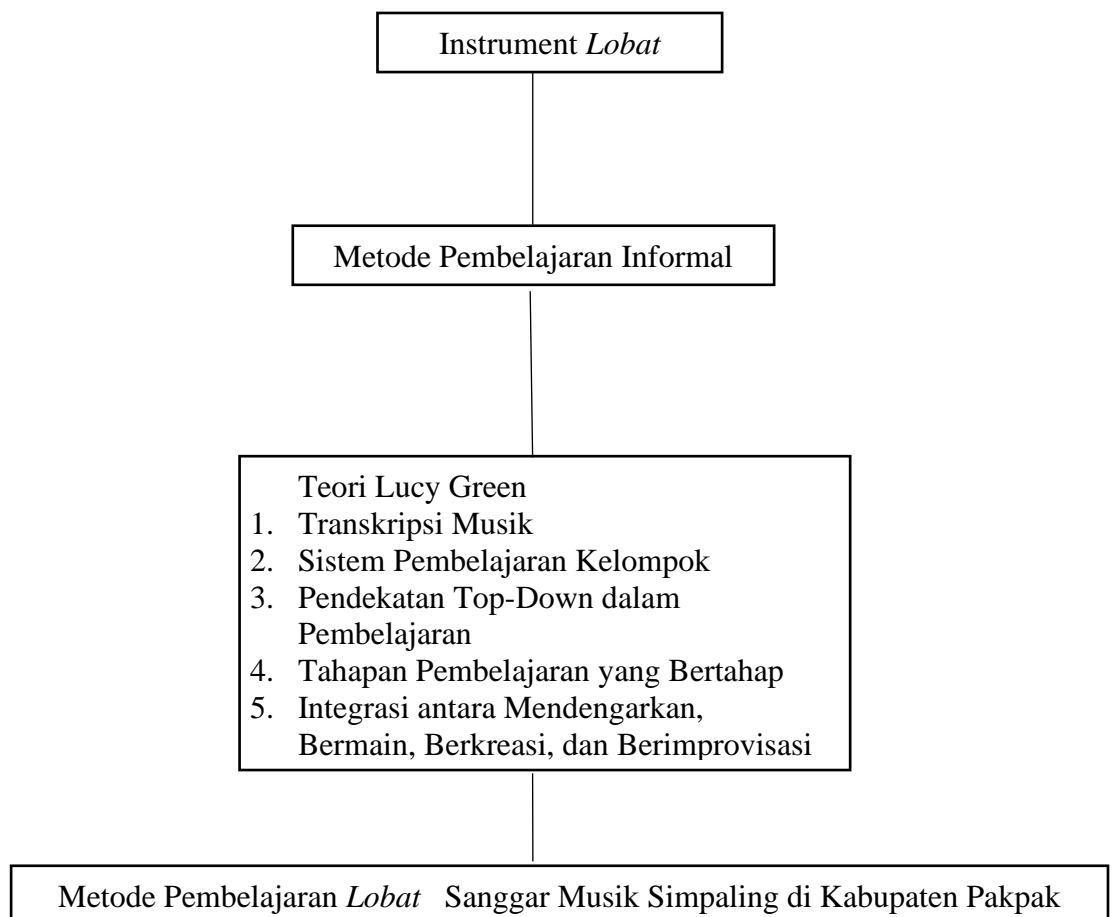 Instrument Lobat
Metode Pembelajaran Informal
Teori Lucy Green
1. Transkripsi Musik
2. Sistem Pembelajaran Kelompok
3. Pendekatan Top-Down dalam
Pembelajaran
4. Tahapan Pembelajaran yang Bertahap
5. Integrasi antara Mendengarkan,
Bermain, Berkreasi, dan Berimprovisasi
Metode Pembelajaran Lobat Sanggar Musik Simpaling di Kabupaten Pakpak